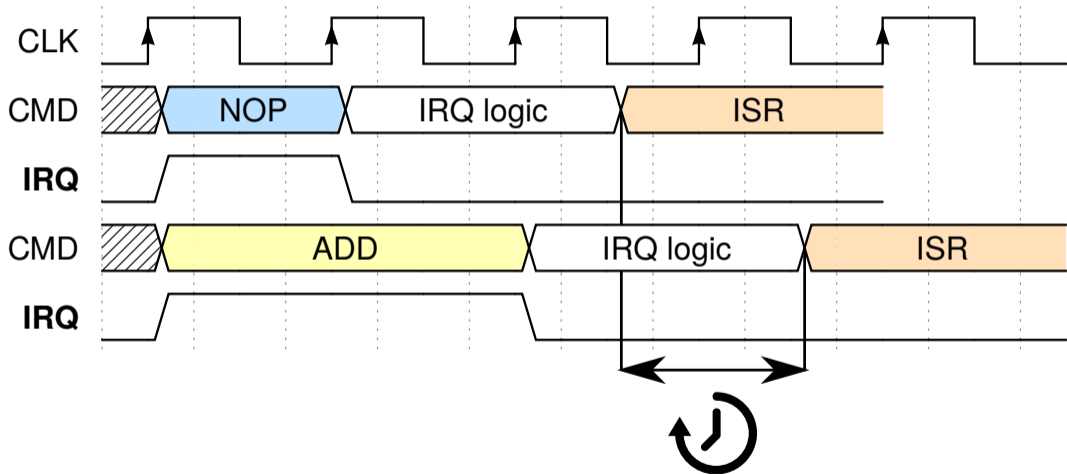 CLK
CMD NOP IRQ logic ISR
IRQ
CMD ADD IRQ logic ISR
IRQ